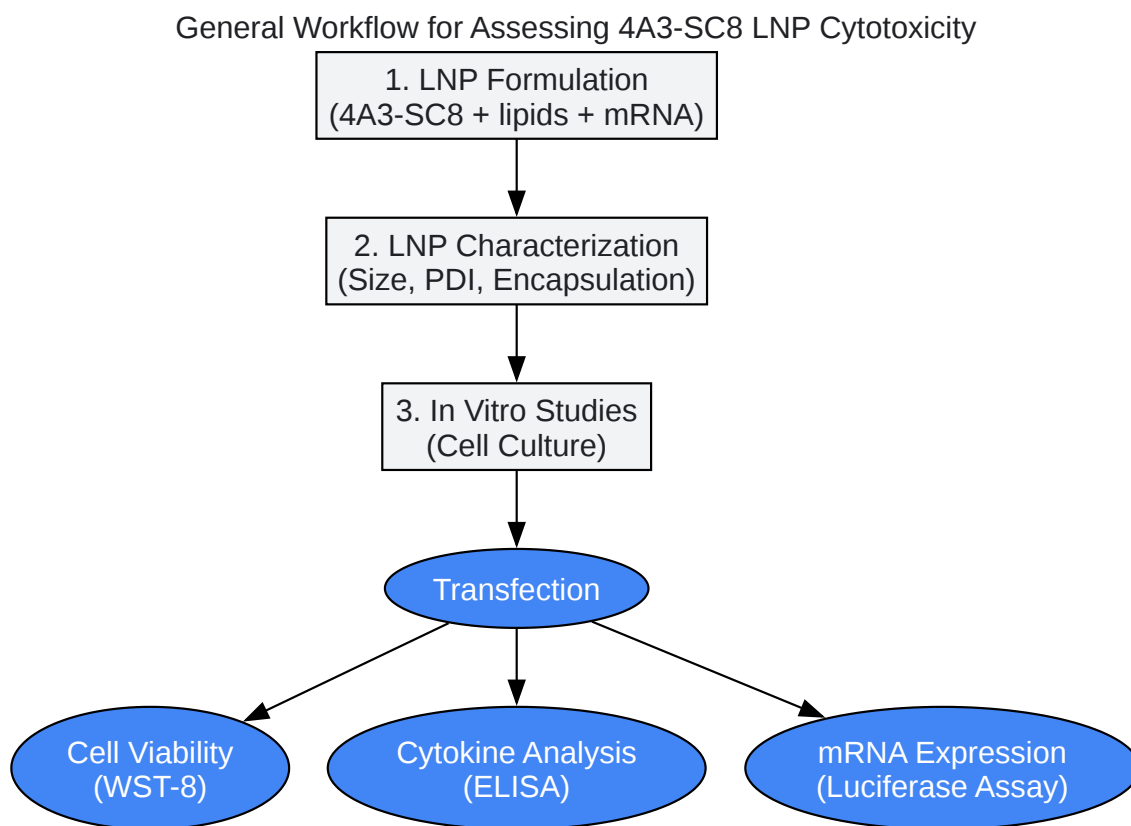 General Workflow for Assessing 4A3-SC8 LNP Cytotoxicity
1. LNP Formulation
(4A3-SC8 + lipids + mRNA)
2. LNP Characterization
(Size, PDI, Encapsulation)
3. In Vitro Studies
(Cell Culture)
Transfection
Cell Viability
(WST-8)
Cytokine Analysis
(ELISA)
mRNA Expression
(Luciferase Assay)